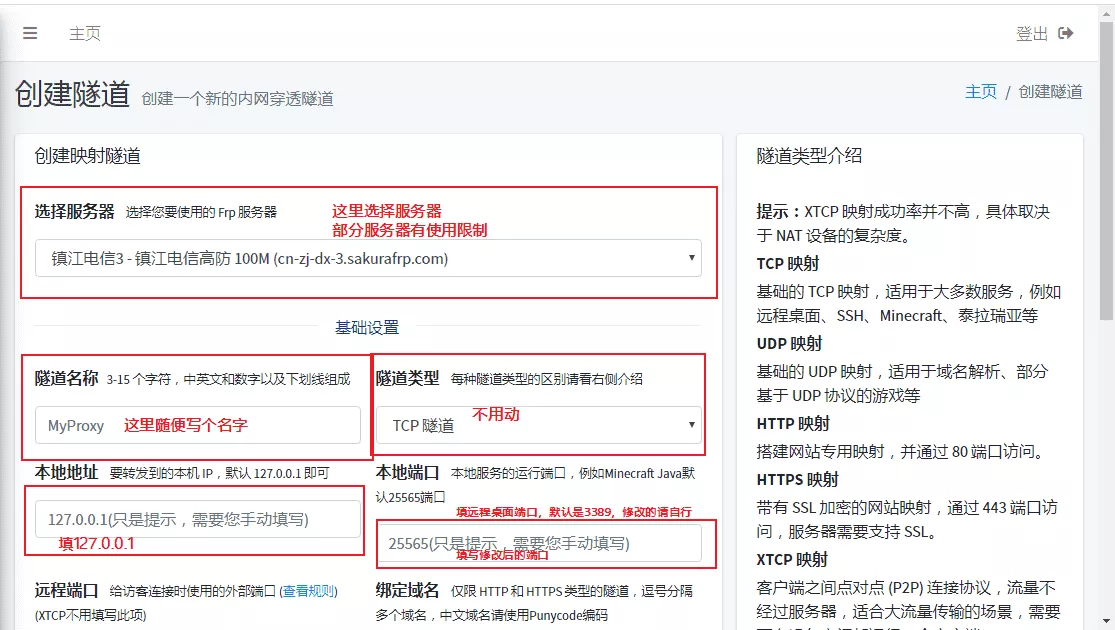 主页
登出
创建隧道 创建一个新的内网穿透隧道
主页 / 创建隧道
创建映射隧道
选择服务器 选择您要使用的 Frp 服务器
这里选择服务器
部分服务器有使用限制
镇江电信3 - 镇江电信高防 100M (cn-zj-dx-3.sakurafrp.com)
基础设置
隧道名称 3-15 个字符，中英文和数字以及下划线组成
MyProxy 这里随便写个名字
隧道类型 每种隧道类型的区别请看右侧介绍
TCP 隧道 不用动
本地地址 要转发到的本机 IP，默认 127.0.0.1 即可
127.0.0.1(只是提示，需要您手动填写)
填127.0.0.1
本地端口 本地服务的运行端口，例如Minecraft Java默
认25565端口
填远程桌面端口，默认是3389，修改的请自行
25565(只是提示，需要您手动填写)
填写修改后的端口
远程端口 给访客连接时使用的外部端口 (查看规则)
(XTCP不用填写此项)
绑定域名 仅限 HTTP 和 HTTPS 类型的隧道，逗号分隔
多个域名，中文域名请使用Punycode编码
隧道类型介绍
提示：XTCP 映射成功率并不高，具体取决
于 NAT 设备的复杂度。
TCP 映射
基础的 TCP 映射，适用于大多数服务，例如
远程桌面、SSH、Minecraft、泰拉瑞亚等
UDP 映射
基础的 UDP 映射，适用于域名解析、部分
基于 UDP 协议的游戏等
HTTP 映射
搭建网站专用映射，并通过 80 端口访问。
HTTPS 映射
带有 SSL 加密的网站映射，通过 443 端口访
问，服务器需要支持 SSL。
XTCP 映射
客户端之间点对点 (P2P) 连接协议，流量不
经过服务器，适合大流量传输的场景，需要